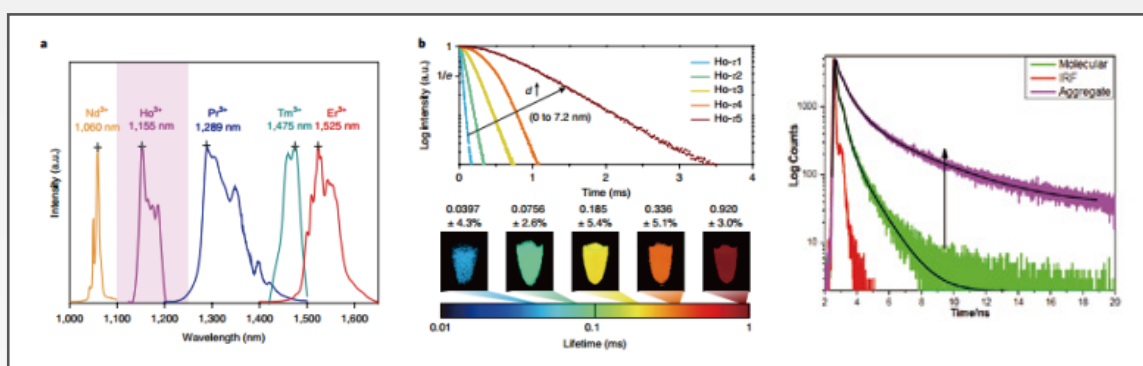 a
Nd3+
1,060 nm
Ho3+
1,155 nm
Pr3+
1,289 nm
Tm3+
1,475 nm
Er3+
1,525 nm
Intensity (a.u.)
1,000
1,100
1,200
1,300
1,400
1,500
1,600
Wavelength (nm)
b
1
1/e
Log intensity (a.u.)
d
(0 to 7.2 nm)
Ho-τ1
Ho-τ2
Ho-τ3
Ho-τ4
Ho-τ5
0
1
2
3
4
Time (ms)
0.0397
± 4.3%
0.0756
± 2.6%
0.185
± 5.4%
0.336
± 5.1%
0.920
± 3.0%
0.01
0.1
1
Lifetime (ms)
Molecular
IRF
Aggregate
Log Counts
1000
100
10
2
4
6
8
10
12
14
16
18
20
Time/ns